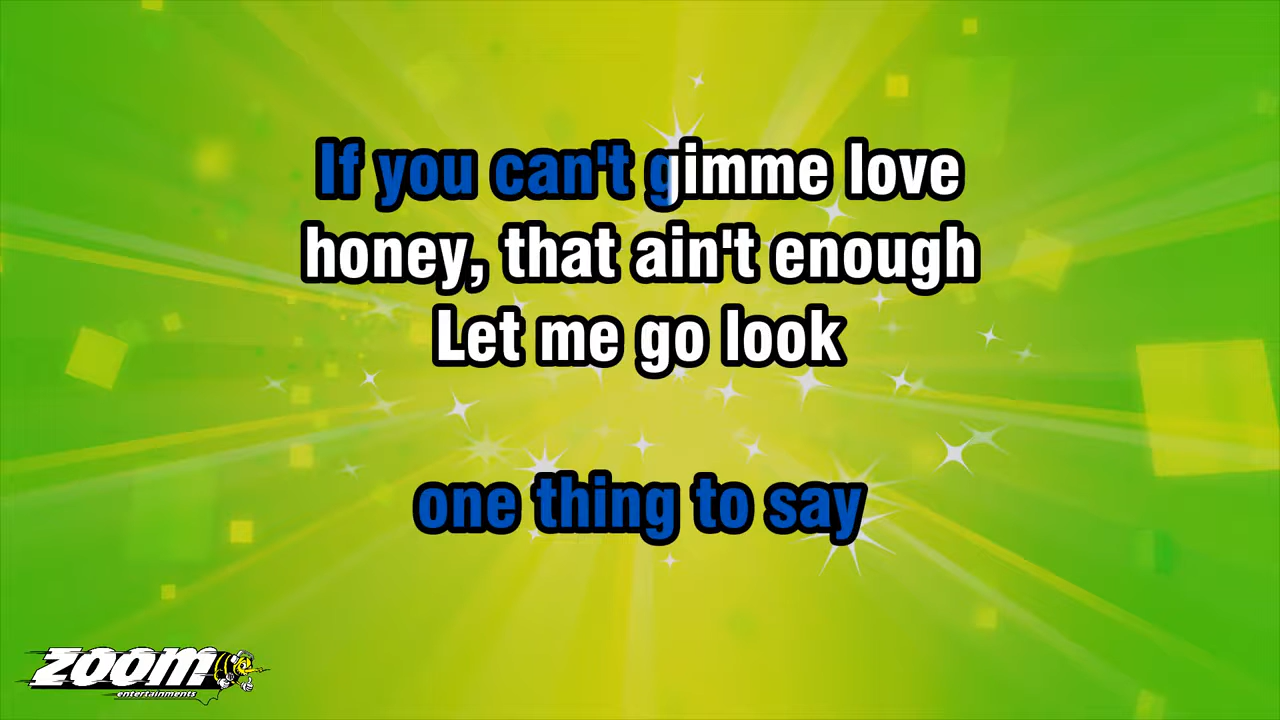 If you can't gimme love
honey, that ain't enough
Let me go look
one thing to say
ZOOM
entertainments